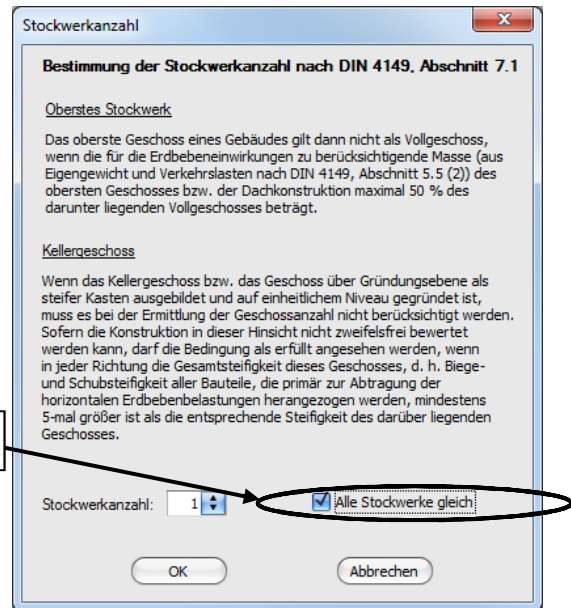 Stockwerkanzahl
Bestimmung der Stockwerkanzahl nach DIN 4149, Abschnitt 7.1
Oberstes Stockwerk
Das oberste Geschoss eines Gebäudes gilt dann nicht als Vollgeschoss,
wenn die für die Erdbebeneinwirkungen zu berücksichtigende Masse (aus
Eigengewicht und Verkehrslasten nach DIN 4149, Abschnitt 5.5 (2)) des
obersten Geschosses bzw. der Dachkonstruktion maximal 50 % des
darunter liegenden Vollgeschosses beträgt.
Kellergeschoss
Wenn das Kellergeschoss bzw. das Geschoss über Gründungsebene als
steifer Kasten ausgebildet und auf einheitlichem Niveau gegründet ist,
muss es bei der Ermittlung der Geschossanzahl nicht berücksichtigt werden.
Sofern die Konstruktion in dieser Hinsicht nicht zweifelsfrei bewertet
werden kann, darf die Bedingung als erfüllt angesehen werden, wenn
in jeder Richtung die Gesamtsteifigkeit dieses Geschosses, d. h. Biege-
und Schubsteifigkeit aller Bauteile, die primär zur Abtragung der
horizontalen Erdbebenbelastungen herangezogen werden, mindestens
5-mal größer ist als die entsprechende Steifigkeit des darüber liegenden
Geschosses.
Stockwerkanzahl: 1 Alle Stockwerke gleich
OK Abbrechen